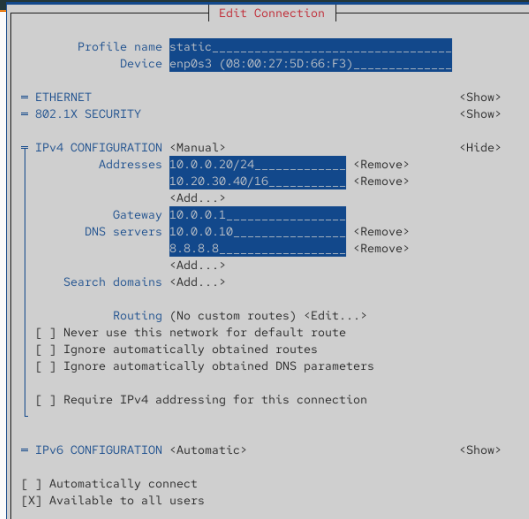 Edit Connection
Profile name static
Device enp0s3 (08:00:27:5D:66:F3)
= ETHERNET <Show>
= 802.1X SECURITY <Show>
IPv4 CONFIGURATION <Manual> <Hide>
Addresses 10.0.0.20/24 <Remove>
10.20.30.40/16 <Remove>
<Add...>
Gateway 10.0.0.1
DNS servers 10.0.0.10 <Remove>
8.8.8.8 <Remove>
<Add...>
Search domains <Add...>
Routing (No custom routes) <Edit...>
[ ] Never use this network for default route
[ ] Ignore automatically obtained routes
[ ] Ignore automatically obtained DNS parameters
[ ] Require IPv4 addressing for this connection
= IPv6 CONFIGURATION <Automatic> <Show>
[ ] Automatically connect
[X] Available to all users